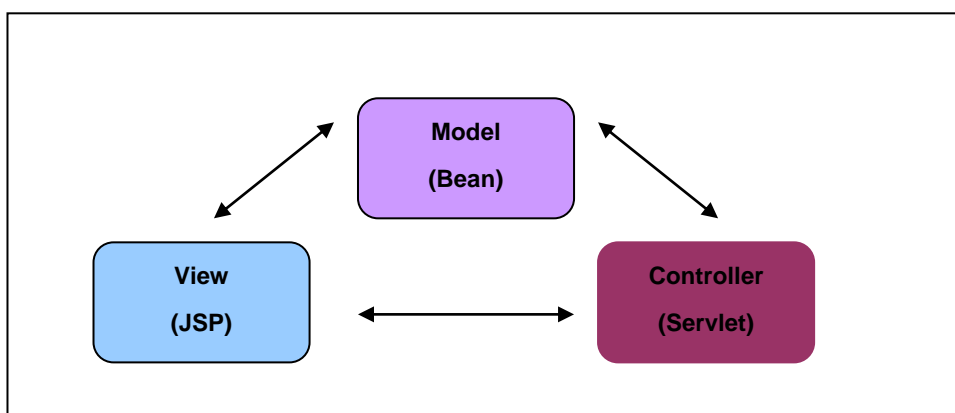 Model
(Bean)
View
(JSP)
Controller
(Servlet)